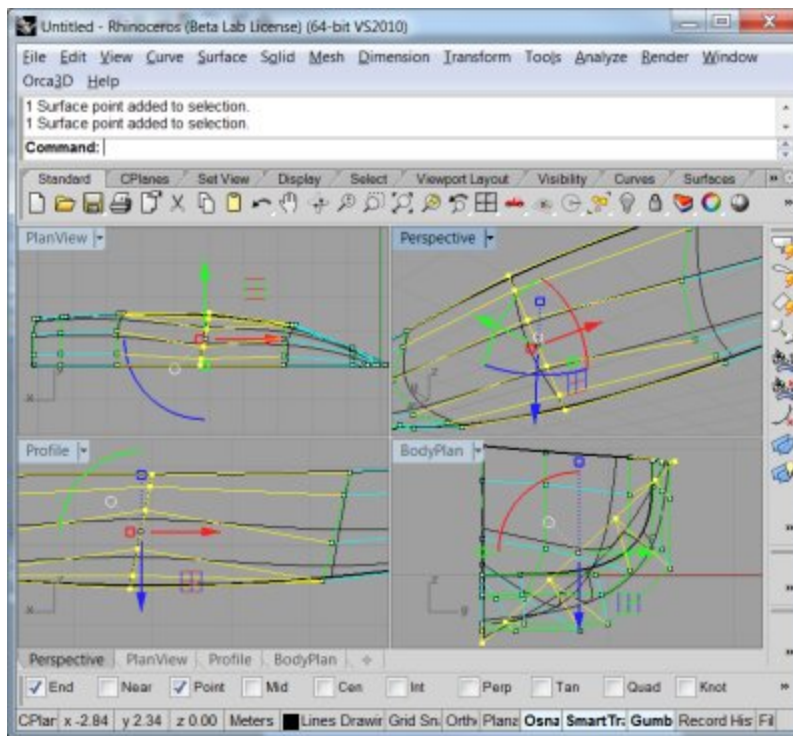 Untitled - Rhinoceros (Beta Lab License) (64-bit VS2010)
File Edit View Curve Surface Solid Mesh Dimension Transform Tools Analyze Render Window
Orca3D Help
1 Surface point added to selection.
1 Surface point added to selection.
Command:
Standard CPlanes Set View Display Select Viewport Layout Visibility Curves Surfaces
PlanView Perspective
y x z
Profile BodyPlan
z x z y
Perspective PlanView Profile BodyPlan
End Near Point Mid Cen Int Perp Tan Quad Knot
CPlan x -2.84 y 2.34 z 0.00 Meters Lines Drawin Grid Sn Orth Plana Osna SmartTr Gumb Record His Fil